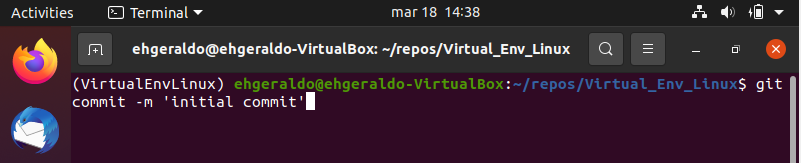 Activities Terminal mar 18 14:38
ehgeraldo@ehgeraldo-VirtualBox: ~/repos/Virtual_Env_Linux
(VirtualEnvLinux) ehgeraldo@ehgeraldo-VirtualBox:~/repos/Virtual_Env_Linux$ git
commit -m 'initial commit'